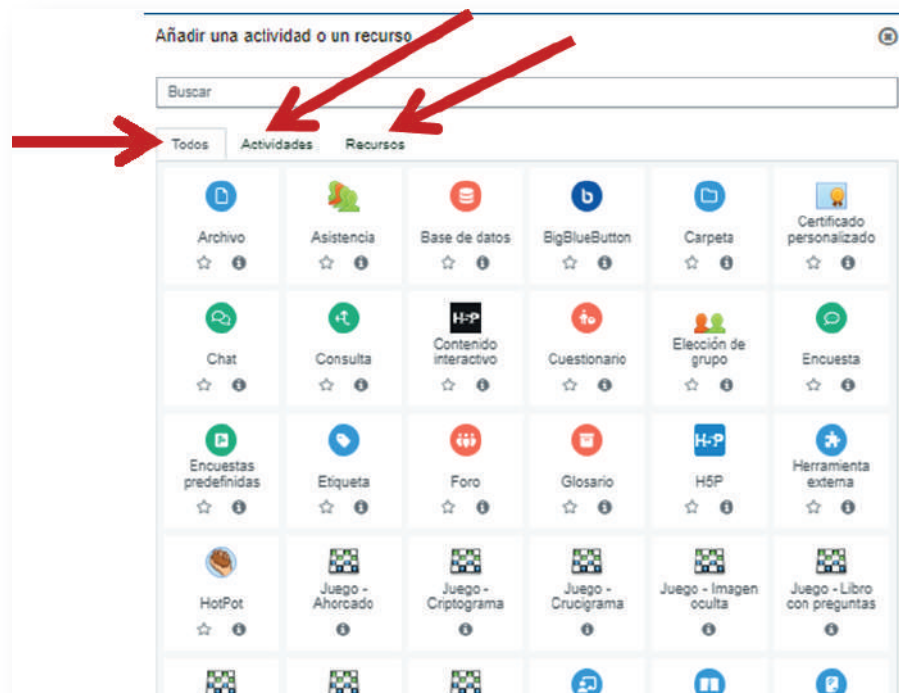 Añadir una actividad o un recurso
Buscar
Todos Actividades Recursos
Archivo
Asistencia
Base de datos
BigBlueButton
Carpeta
Certificado
personalizado
Chat
Consulta
H5P
Contenido
interactivo
Cuestionario
Elección de
grupo
Encuesta
Encuestas
predefinidas
Etiqueta
Foro
Glosario
H5P
H5P
Herramienta
externa
HotPot
Juego -
Ahorcado
Juego -
Criptograma
Juego -
Crucigrama
Juego - Imagen
oculta
Juego - Libro
con preguntas